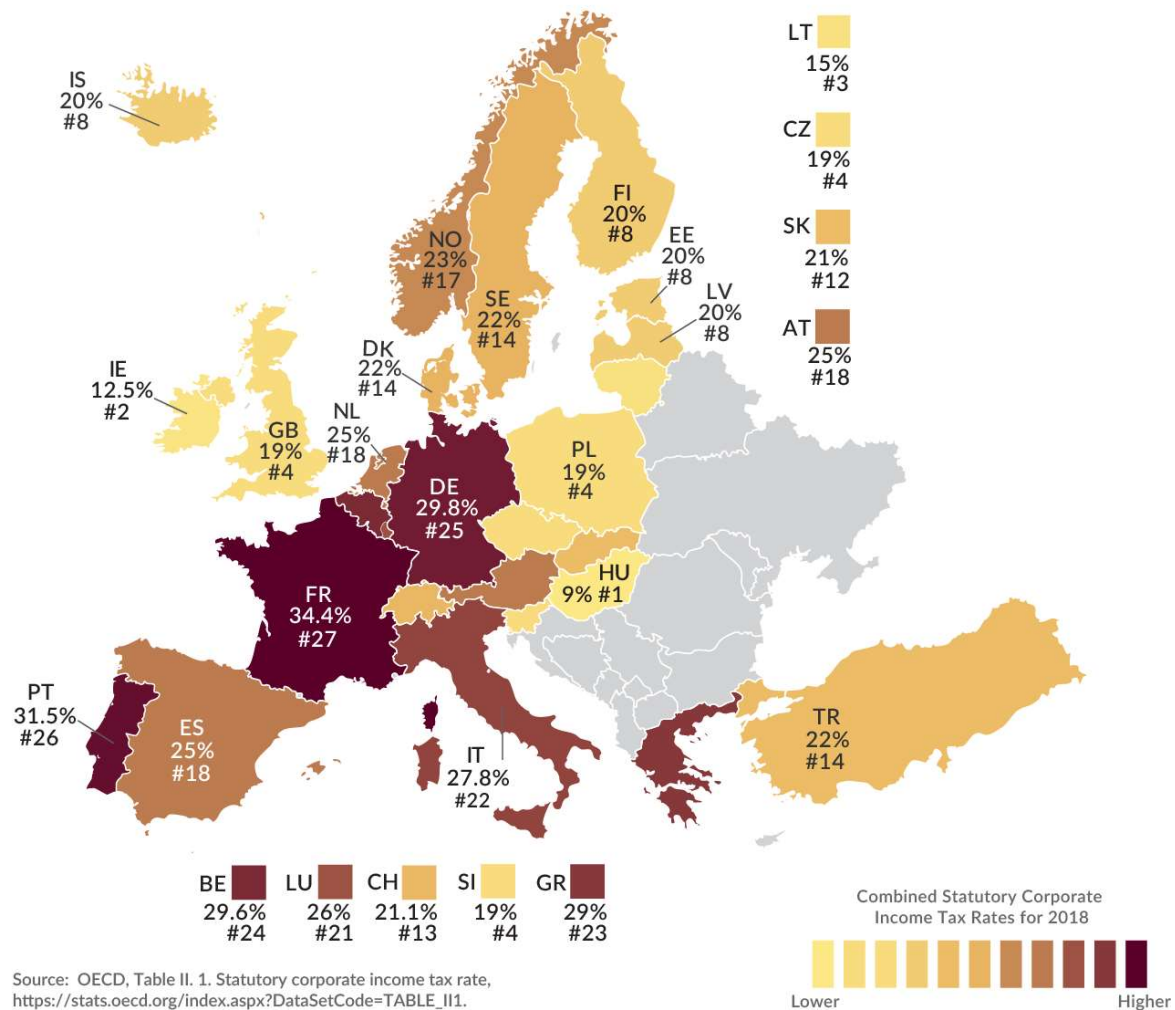 IS
20%
#8
LT
15%
#3
CZ
19%
#4
SK
21%
#12
AT
25%
#18
FI
20%
#8
NO
23%
#17
EE
20%
#8
LV
20%
#8
SE
22%
#14
DK
22%
#14
IE
12.5%
#2
GB
19%
#4
NL
25%
#18
PL
19%
#4
DE
29.8%
#25
HU
9% #1
FR
34.4%
#27
PT
31.5%
#26
ES
25%
#18
IT
27.8%
#22
TR
22%
#14
BE
29.6%
#24
LU
26%
#21
CH
21.1%
#13
SI
19%
#4
GR
29%
#23
Combined Statutory Corporate
Income Tax Rates for 2018
Lower
Higher
Source: OECD, Table II. 1. Statutory corporate income tax rate,
https://stats.oecd.org/index.aspx?DataSetCode=TABLE_II1.